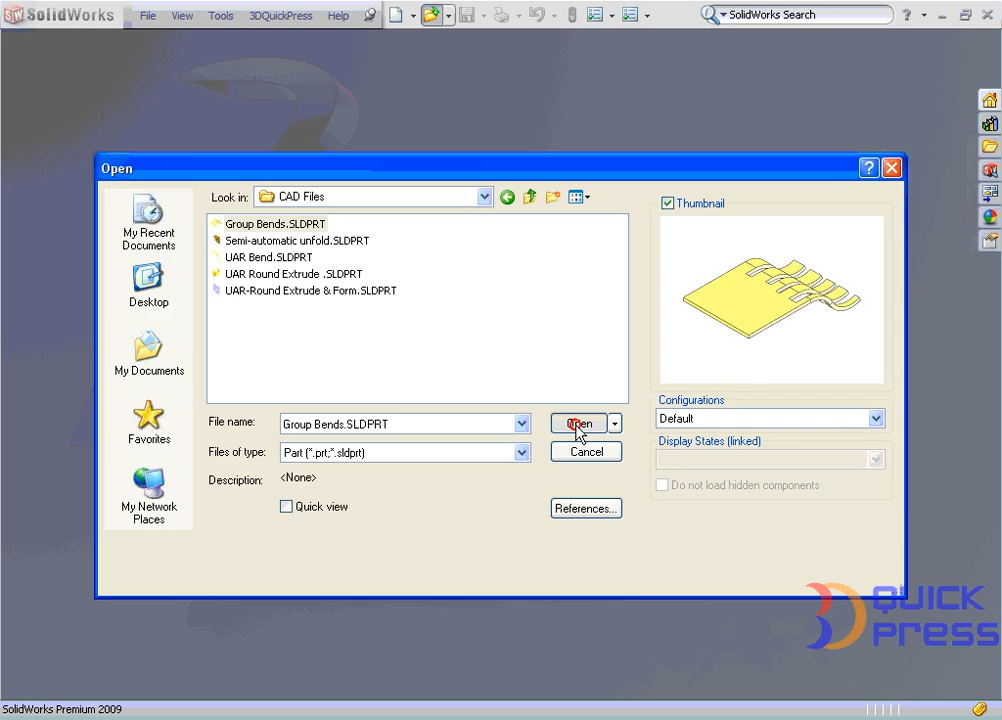 SolidWorks File View Tools 3DQuickPress Help SolidWorks Search ?
Open
Look in: CAD Files
My Recent Documents
Desktop
My Documents
Favorites
My Network Places
Group Bends.SLDPRT
Semi-automatic unfold.SLDPRT
UAR Bend.SLDPRT
UAR Round Extrude .SLDPRT
UAR-Round Extrude & Form.SLDPRT
Thumbnail
File name: Group Bends.SLDPRT Open
Files of type: Part (*.prt;*.sldprt) Cancel
Description: <None>
Quick view
References...
Configurations
Default
Display States (linked)
Do not load hidden components
3D QUICK
PRESS
SolidWorks Premium 2009